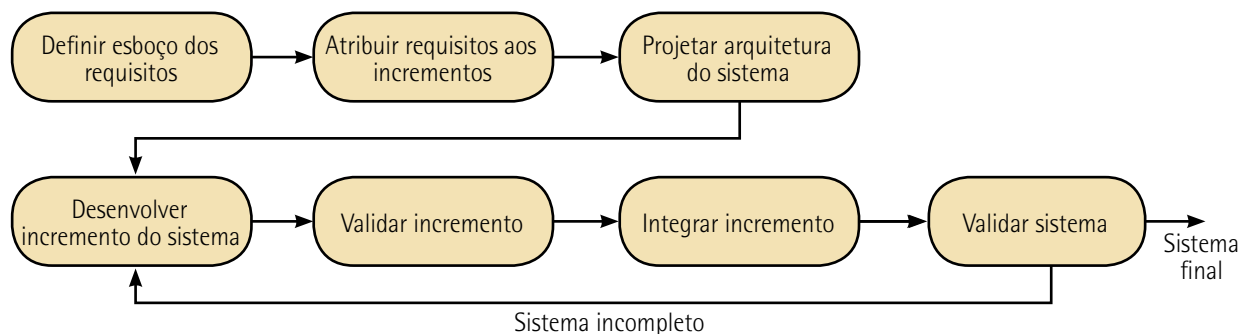 Definir esboço dos
requisitos
Atribuir requisitos aos
incrementos
Projetar arquitetura
do sistema
Desenvolver
incremento do sistema
Validar incremento
Integrar incremento
Validar sistema
Sistema
final
Sistema incompleto